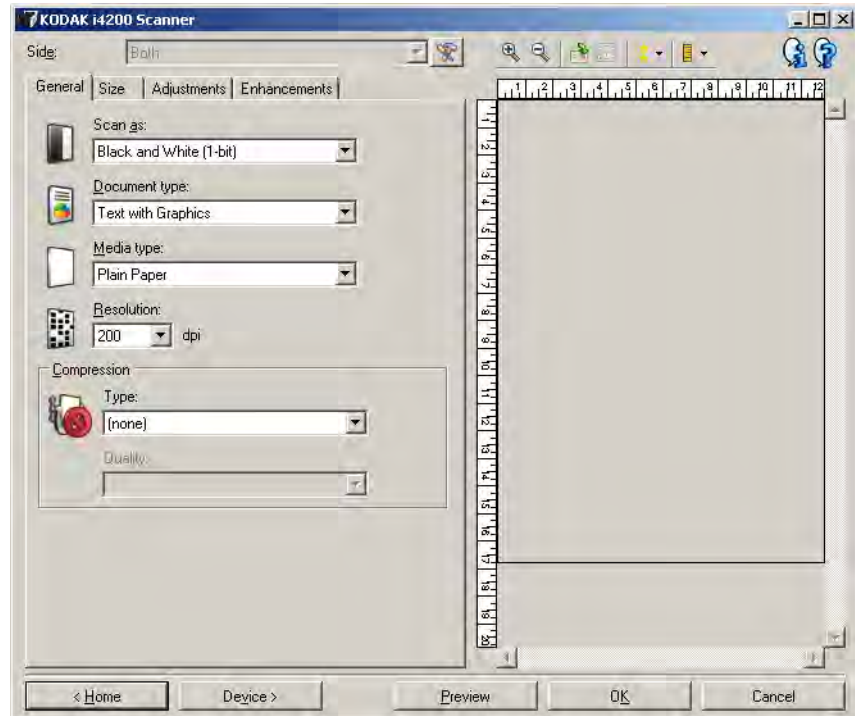 KODAK i4200 Scanner
Side: Both
General Size Adjustments Enhancements
Scan as:
Black and White (1-bit)
Document type:
Text with Graphics
Media type:
Plain Paper
Resolution:
200 dpi
Compression
Type:
(none)
Quality:
1 2 3 4 5 6 7 8 9 10 11 12
1
2
3
4
5
6
7
8
9
10
11
12
13
14
15
16
17
18
19
20
< Home Device > Preview OK Cancel